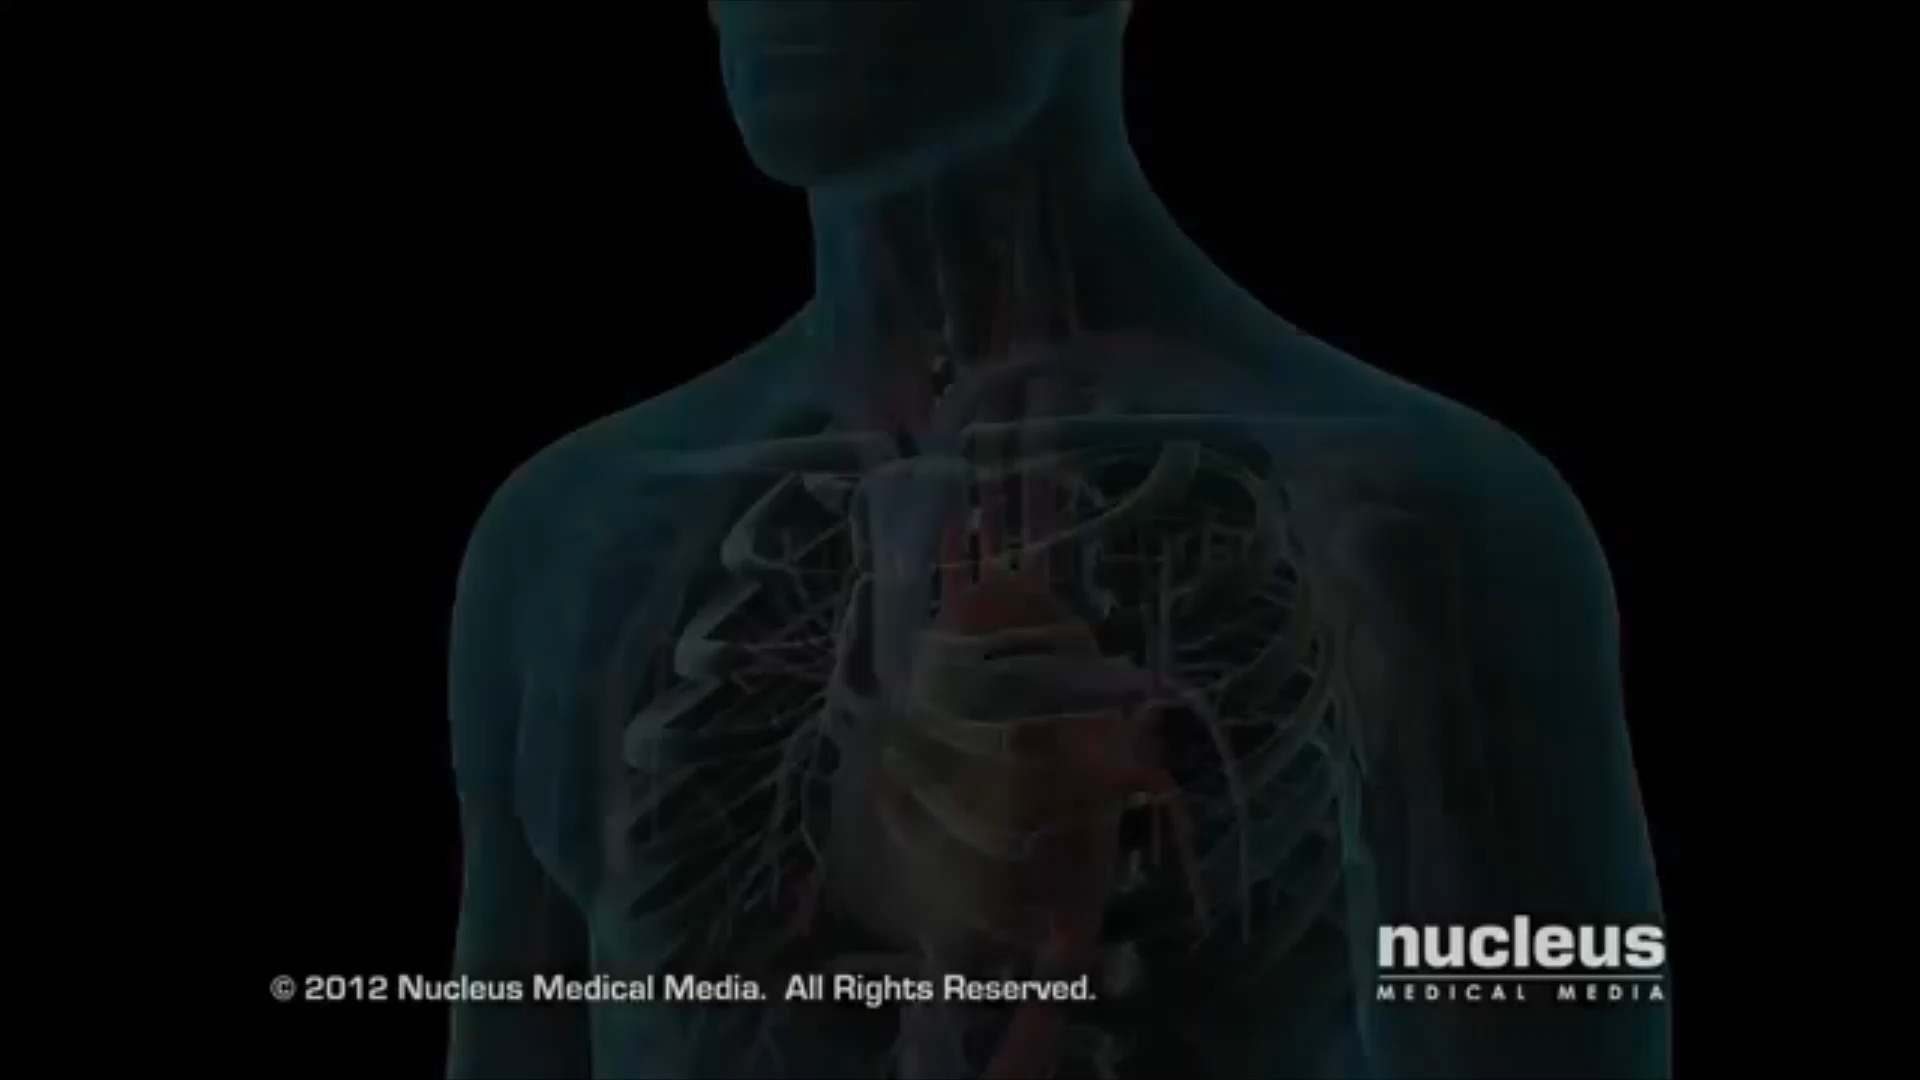 © 2012 Nucleus Medical Media. All Rights Reserved.
nucleus
MEDICAL MEDIA